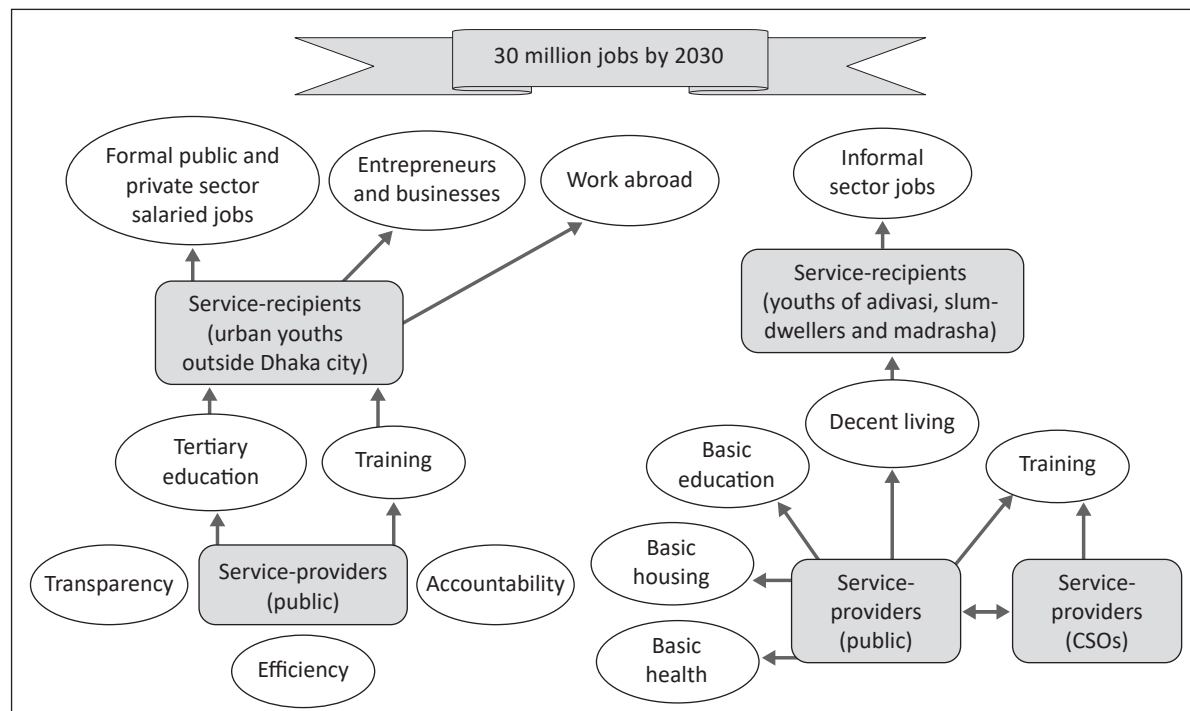 30 million jobs by 2030
Formal public and
private sector
salaried jobs
Entrepreneurs
and businesses
Work abroad
Informal
sector jobs
Service-recipients
(urban youths
outside Dhaka city)
Service-recipients
(youths of adivasi, slum-
dwellers and madrasha)
Tertiary
education
Training
Decent living
Basic
education
Training
Transparency
Service-providers
(public)
Accountability
Efficiency
Basic
housing
Basic
health
Service-
providers
(public)
Service-
providers
(CSOs)